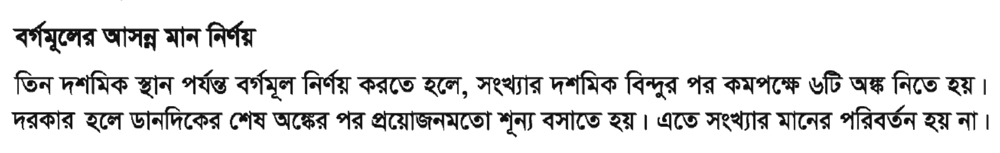 বর্গমূলের আসন্ন মান নির্ণয়
তিন দশমিক স্থান পর্যন্ত বর্গমূল নির্ণয় করতে হলে, সংখ্যার দশমিক বিন্দুর পর কমপক্ষে ৬টি অঙ্ক নিতে হয়।
দরকার হলে ডানদিকের শেষ অঙ্কের পর প্রয়োজনমতো শূন্য বসাতে হয়। এতে সংখ্যার মানের পরিবর্তন হয় না।